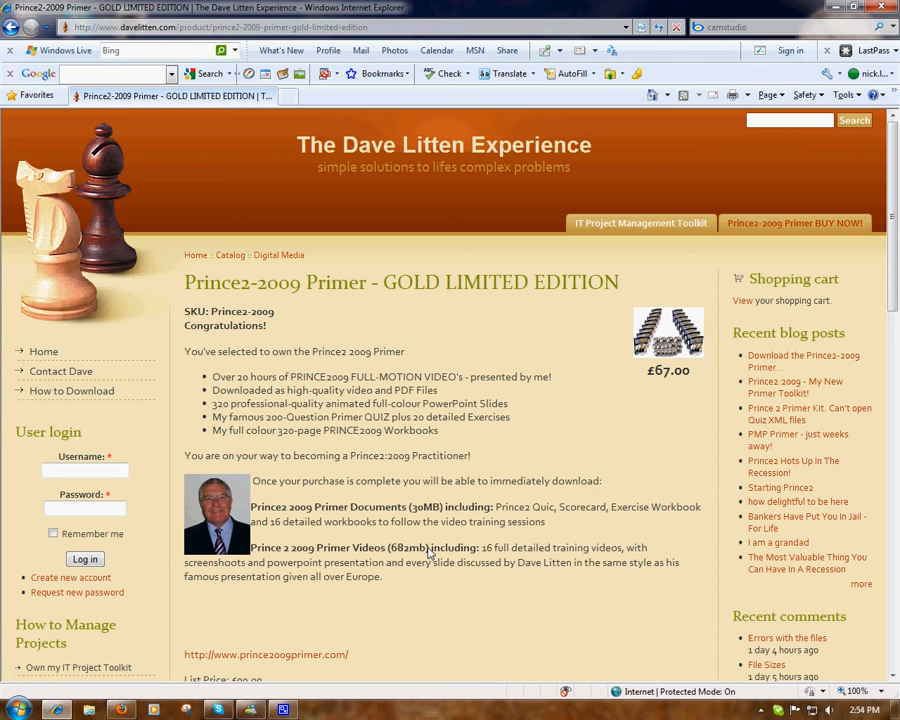 Prince2-2009 Primer - GOLD LIMITED EDITION | The Dave Litten Experience - Windows Internet Explorer
http://www.davelitten.com/product/prince2-2009-primer-gold-limited-edition
camstudio
Windows Live
Bing
What's New
Profile
Mail
Photos
Calendar
MSN
Share
Sign in
LastPass
Google
Search
Bookmarks
Check
Translate
AutoFill
nick.l...
Favorites
Prince2-2009 Primer - GOLD LIMITED EDITION | T...
Page
Safety
Tools
Search
The Dave Litten Experience
simple solutions to lifes complex problems
IT Project Management Toolkit
Prince2-2009 Primer BUY NOW!
Home :: Catalog :: Digital Media
Prince2-2009 Primer - GOLD LIMITED EDITION
SKU: Prince2-2009
Congratulations!
You've selected to own the Prince2 2009 Primer
Over 20 hours of PRINCE2009 FULL-MOTION VIDEO's - presented by me!
Downloaded as high-quality video and PDF Files
320 professional-quality animated full-colour PowerPoint Slides
My famous 200-Question Primer QUIZ plus 20 detailed Exercises
My full colour 320-page PRINCE2009 Workbooks
£67.00
You are on your way to becoming a Prince2:2009 Practitioner!
Once your purchase is complete you will be able to immediately download:
Prince2 2009 Primer Documents (30MB) including: Prince2 Quic, Scorecard, Exercise Workbook
and 16 detailed workbooks to follow the video training sessions
Prince 2 2009 Primer Videos (682mb) including: 16 full detailed training videos, with
screenshoots and powerpoint presentation and every slide discussed by Dave Litten in the same style as his
famous presentation given all over Europe.
http://www.prince2009primer.com/
List Price: £99.00
Home
Contact Dave
How to Download
User login
Username: *
Password: *
Remember me
Log in
Create new account
Request new password
How to Manage
Projects
Own my IT Project Toolkit
Shopping cart
View your shopping cart.
Recent blog posts
Download the Prince2-2009
Primer...
Prince2:2009 - My New
Primer Toolkit!
Prince 2 Primer Kit. Can't open
Quiz XML files
PMP Primer - just weeks
away!
Prince2 Hots Up In The
Recession!
Starting Prince2
how delightful to be here
Bankers Have Put You In Jail -
For Life
I am a grandad
The Most Valuable Thing You
Can Have In A Recession
more
Recent comments
Errors with the files
1 day 4 hours ago
File Sizes
1 day 5 hours ago
Internet | Protected Mode: On
100%
2:54 PM